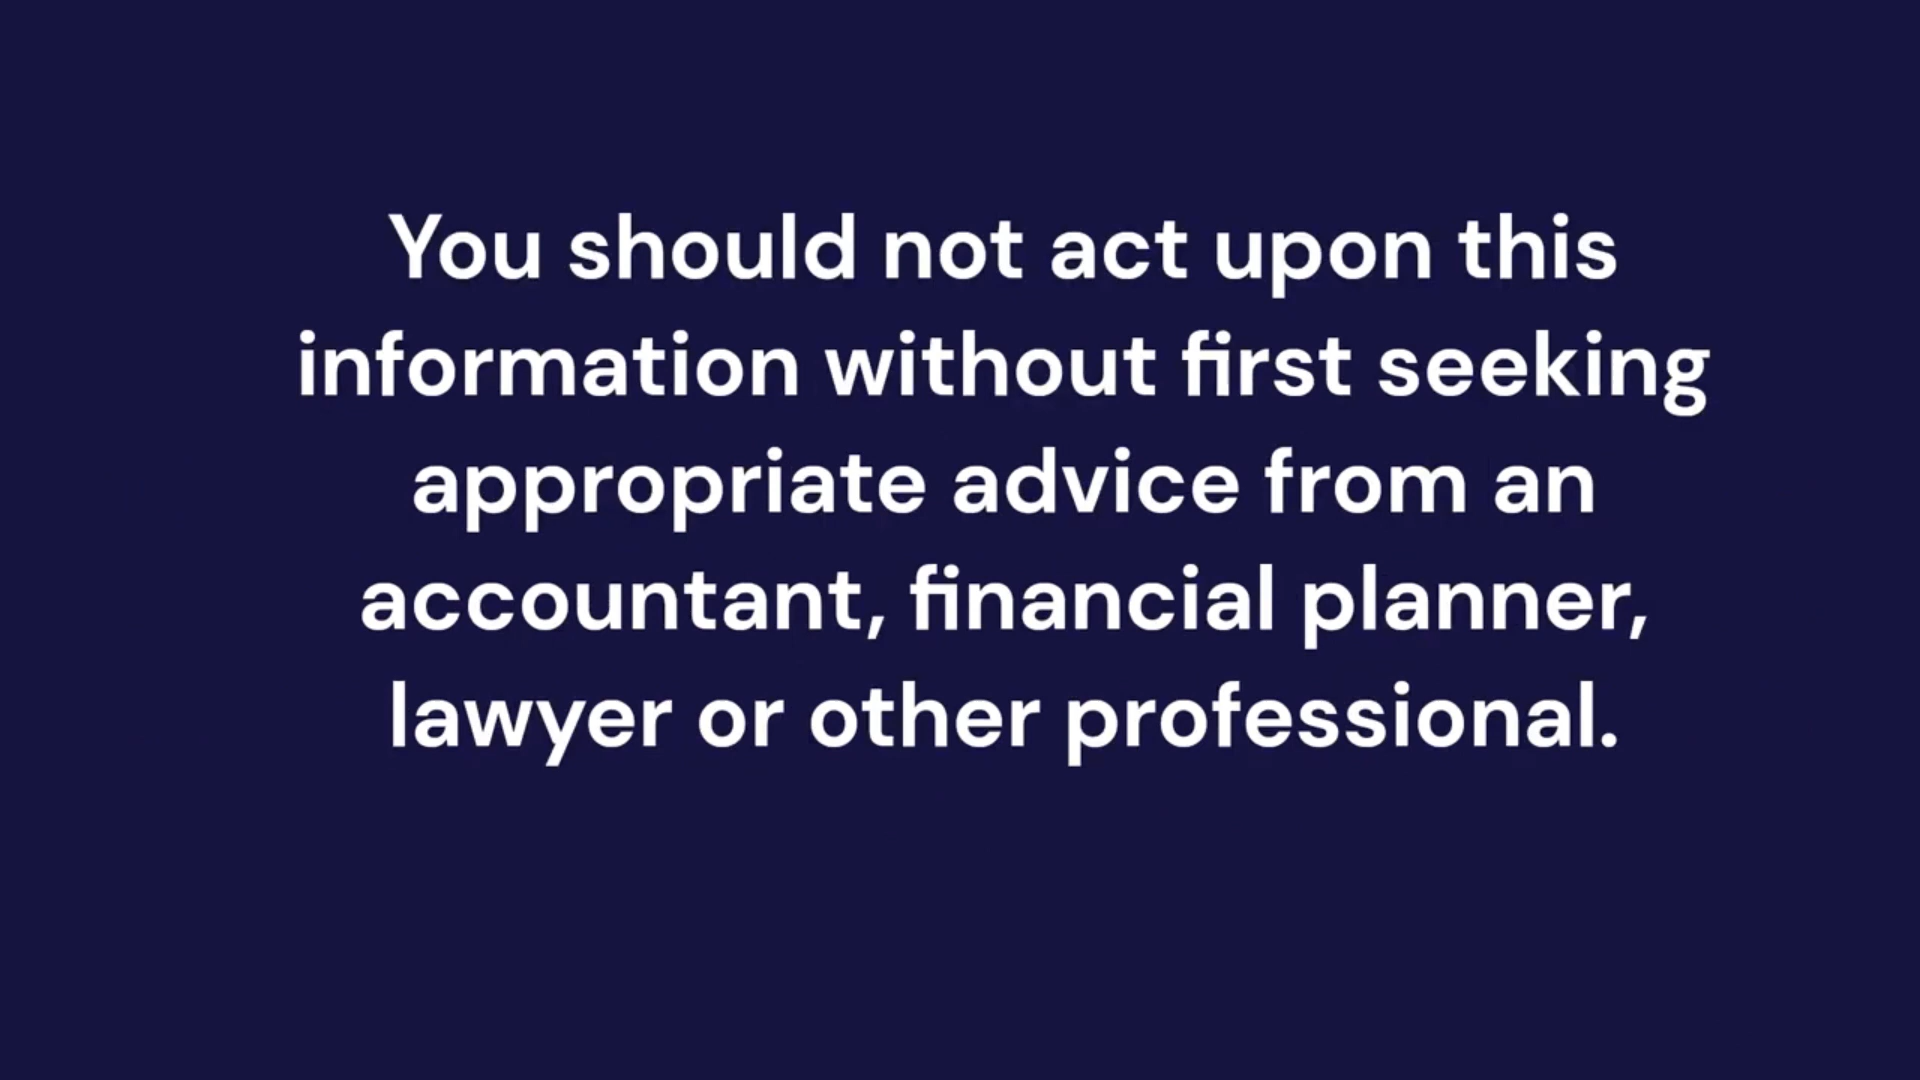 You should not act upon this
information without first seeking
appropriate advice from an
accountant, financial planner,
lawyer or other professional.